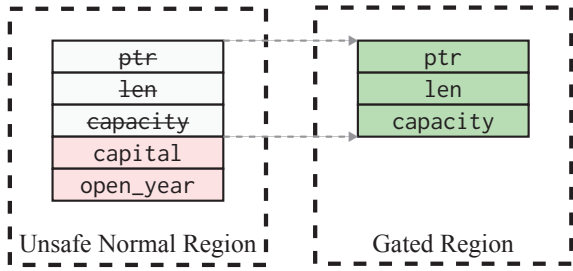 ptr
len
capacity
capital
open_year
Unsafe Normal Region
ptr
len
capacity
Gated Region